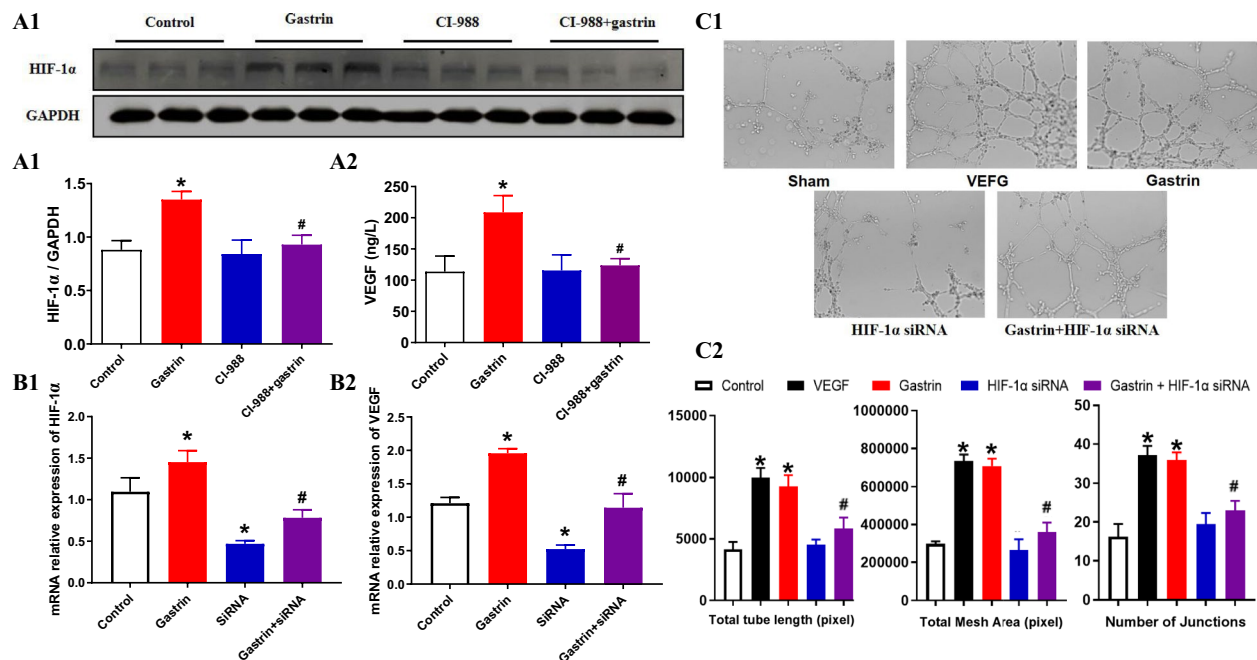 A1
Control
Gastrin
CI-988
CI-988+gastrin
HIF-1α
GAPDH
A1
HIF-1α / GAPDH
1.5
1.0
0.5
0.0
*
#
Control
Gastrin
CI-988
CI-988+gastrin
A2
VEGF (ng/L)
250
200
150
100
50
0
*
#
Control
Gastrin
CI-988
CI-988+gastrin
B1
mRNA relative expression of HIF-1α
2.0
1.5
1.0
0.5
0.0
*
*
#
Control
Gastrin
SiRNA
Gastrin+siRNA
B2
mRNA relative expression of VEGF
2.5
2.0
1.5
1.0
0.5
0.0
*
*
#
Control
Gastrin
SiRNA
Gastrin+siRNA
C1
Sham
VEFG
Gastrin
HIF-1α siRNA
Gastrin+HIF-1α siRNA
C2
Control
VEGF
Gastrin
HIF-1α siRNA
Gastrin + HIF-1α siRNA
15000
10000
5000
0
*
*
#
Total tube length (pixel)
1000000
800000
600000
400000
200000
0
*
*
#
Total Mesh Area (pixel)
40
30
20
10
0
*
*
#
Number of Junctions